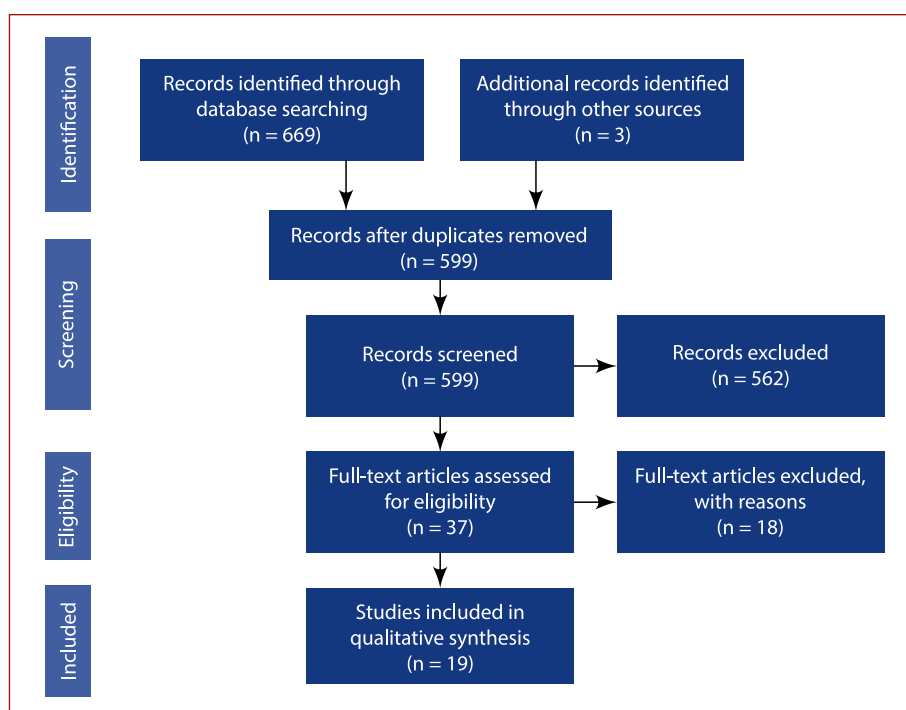 Identification
Records identified through
database searching
(n = 669)
Additional records identified
through other sources
(n = 3)
Records after duplicates removed
(n = 599)
Screening
Records screened
(n = 599)
Records excluded
(n = 562)
Eligibility
Full-text articles assessed
for eligibility
(n = 37)
Full-text articles excluded,
with reasons
(n = 18)
Included
Studies included in
qualitative synthesis
(n = 19)